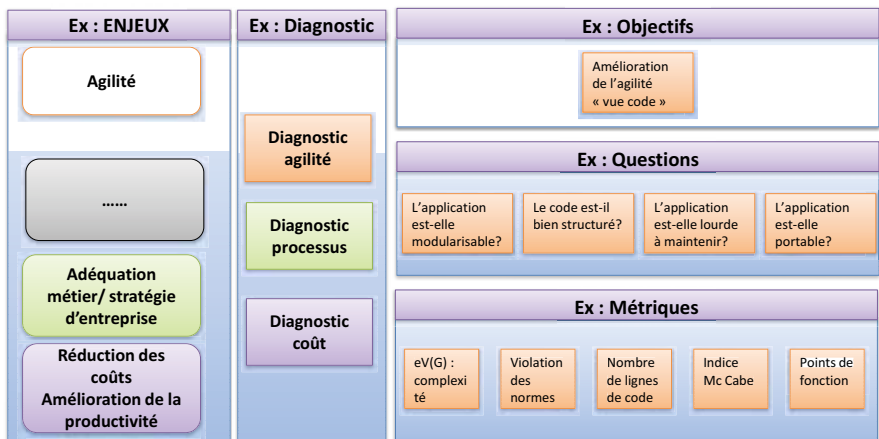 Ex : ENJEUX
Agilité
……
Adéquation
métier/ stratégie
d’entreprise
Réduction des
coûts
Amélioration de la
productivité
Ex : Diagnostic
Diagnostic
agilité
Diagnostic
processus
Diagnostic
coût
Ex : Objectifs
Amélioration
de l’agilité
« vue code »
Ex : Questions
L’application
est-elle
modularisable?
Le code est-il
bien structuré?
L’application
est-elle lourde
à maintenir?
L’application
est-elle
portable?
Ex : Métriques
eV(G) :
complexi
té
Violation
des
normes
Nombre
de lignes
de code
Indice
Mc Cabe
Points de
fonction